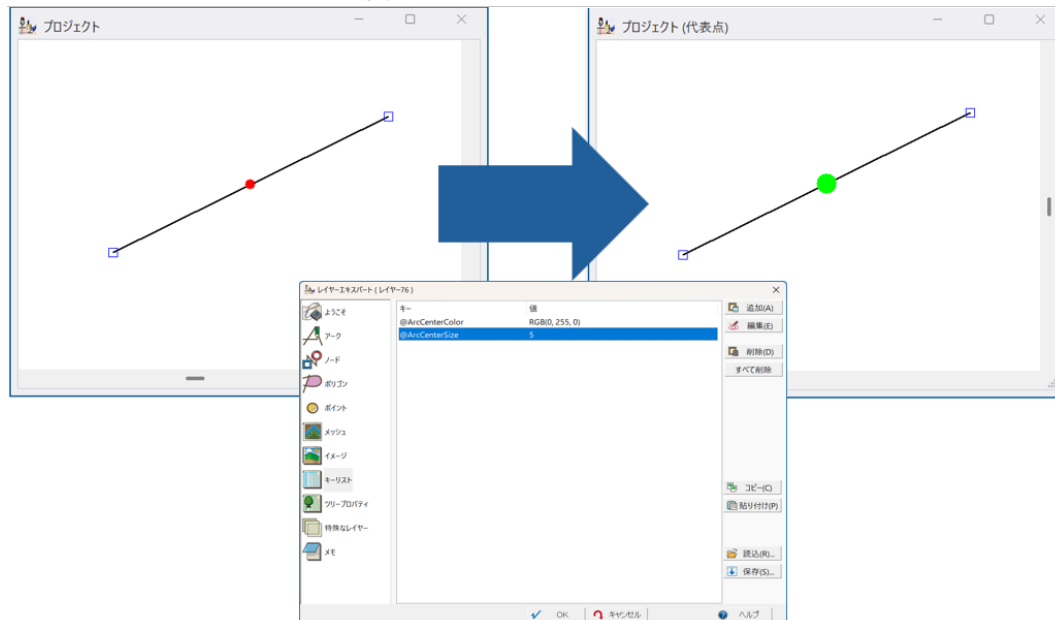 プロジェクト
プロジェクト (代表点)
レイヤーエキスパート ( レイヤー76 )
ようこそ
アーク
ノード
ポリゴン
ポイント
メッシュ
イメージ
キーリスト
ツリープロパティ
特殊なレイヤー
メモ
キー 値
@ArcCenterColor RGB(0, 255, 0)
@ArcCenterSize 5
追加(A)
編集(E)
削除(D)
すべて削除
コピー(C)
貼り付け(P)
読込(R)...
保存(S)...
OK キャンセル ヘルプ